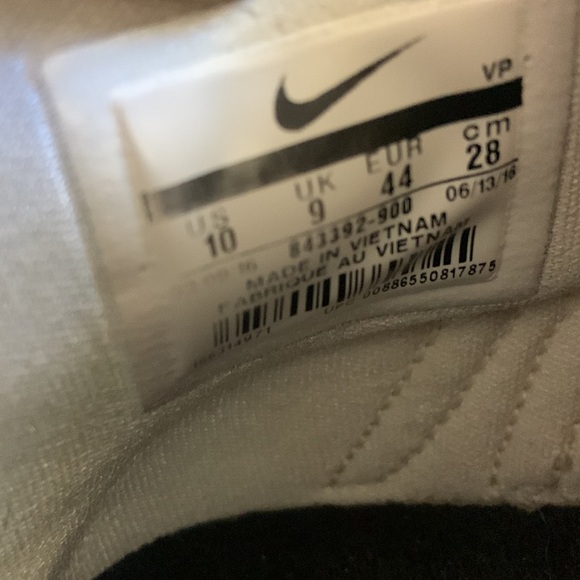 VP
US UK EUR cm
10 9 44 28
843392-900 06/13/16
MADE IN VIETNAM
FABRIQUÉ AU VIETNAM
00886550817875